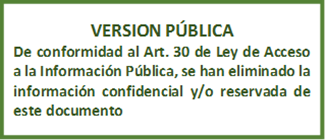 VERSION PÚBLICA
De conformidad al Art. 30 de Ley de Acceso
a la Información Pública, se han eliminado la
información confidencial y/o reservada de
este documento